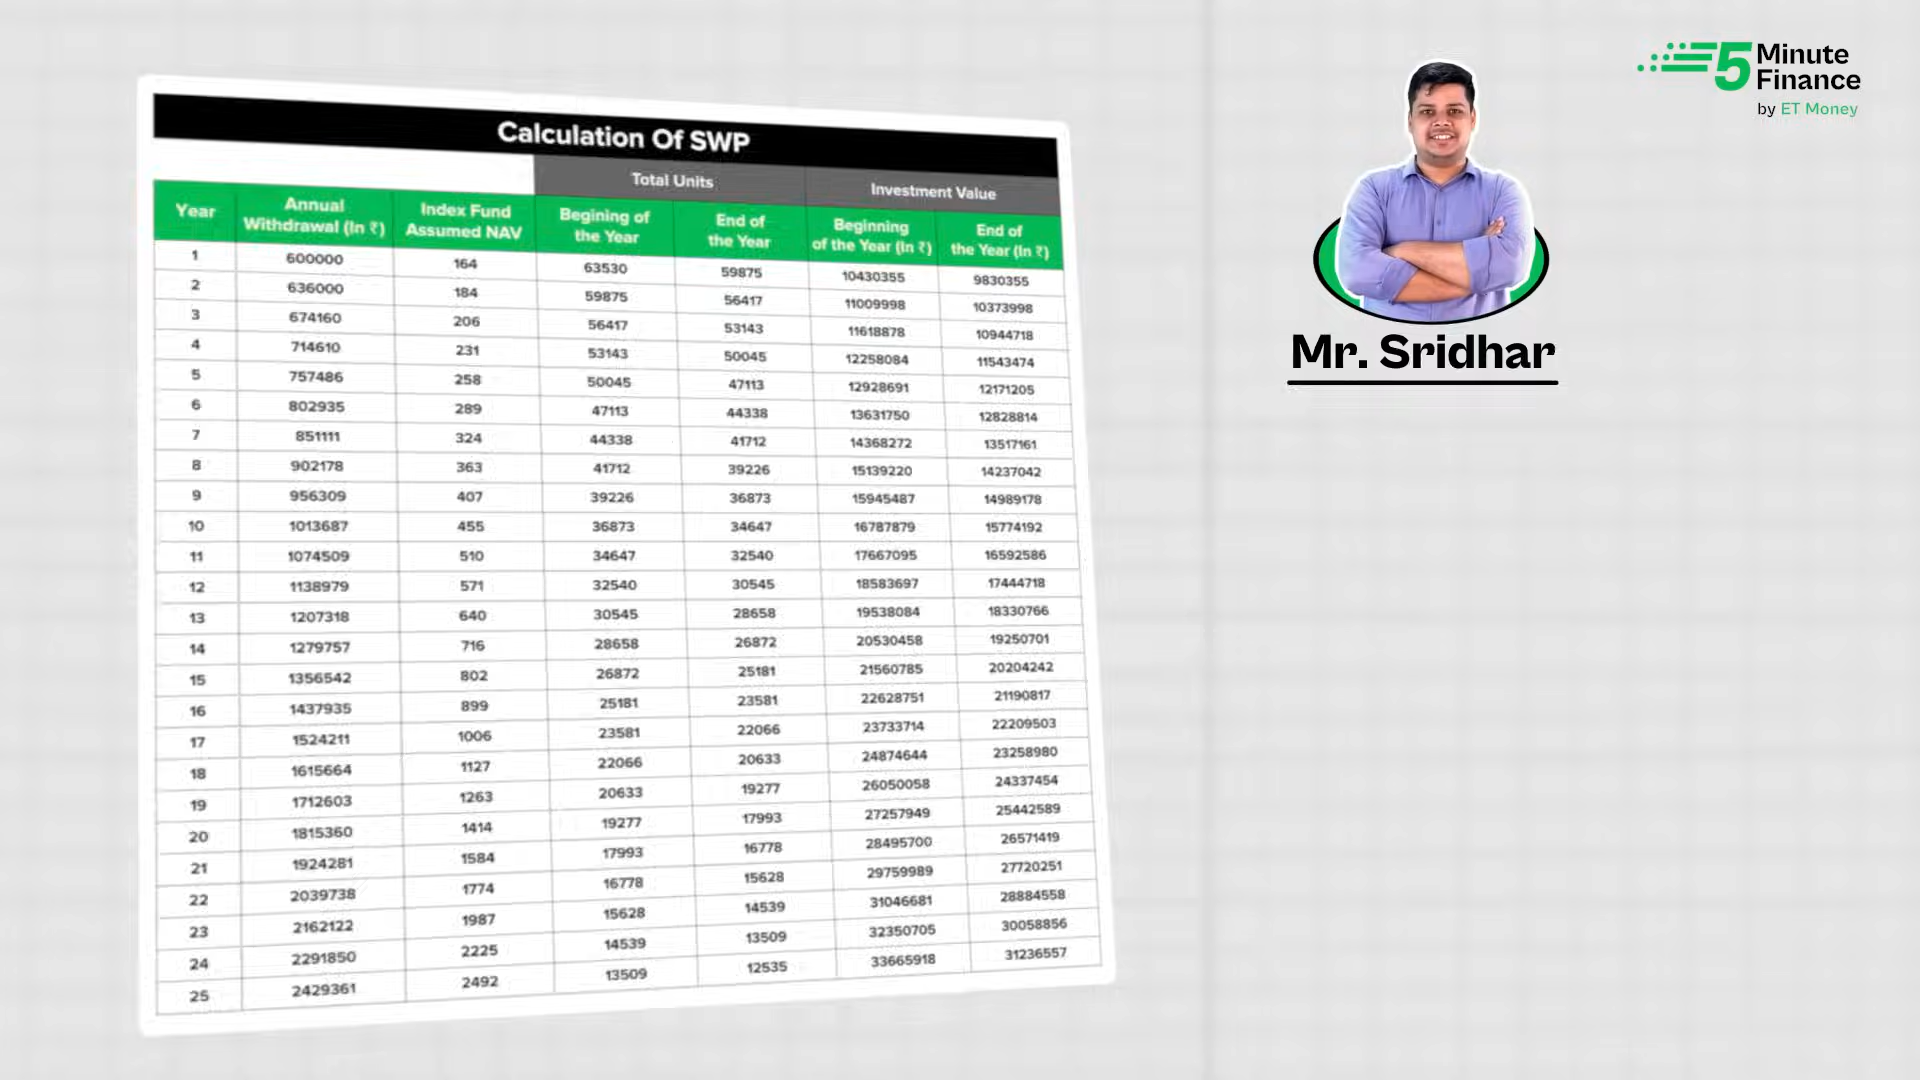 Calculation Of SWP
Total Units Investment Value
Year Annual Withdrawal (In ₹) Index Fund Assumed NAV Begining of the Year End of the Year Beginning of the Year (In ₹) End of the Year (In ₹)
1 600000 164 63530 59875 10430355 9830355
2 636000 184 59875 56417 11009998 10373998
3 674160 206 56417 53143 11618878 10944718
4 714610 231 53143 50045 12258084 11543474
5 757486 258 50045 47113 12928691 12171205
6 802935 289 47113 44338 13631750 12828814
7 851111 324 44338 41712 14368272 13517161
8 902178 363 41712 39226 15139220 14237042
9 956309 407 39226 36873 15945487 14989178
10 1013687 455 36873 34647 16787879 15774192
11 1074509 510 34647 32540 17667095 16592586
12 1138979 571 32540 30545 18583697 17444718
13 1207318 640 30545 28658 19538084 18330766
14 1279757 716 28658 26872 20530458 19250701
15 1356542 802 26872 25181 21560785 20204242
16 1437935 899 25181 23581 22628751 21190817
17 1524211 1006 23581 22066 23733714 22209503
18 1615664 1127 22066 20633 24874644 23258980
19 1712603 1263 20633 19277 26050058 24337454
20 1815360 1414 19277 17993 27257949 25442589
21 1924281 1584 17993 16778 28495700 26571419
22 2039738 1774 16778 15628 29759989 27720251
23 2162122 1987 15628 14539 31046681 28884558
24 2291850 2225 14539 13509 32350705 30058856
25 2429361 2492 13509 12535 33665918 31236557
Mr. Sridhar
5 Minute
Finance
by ET Money